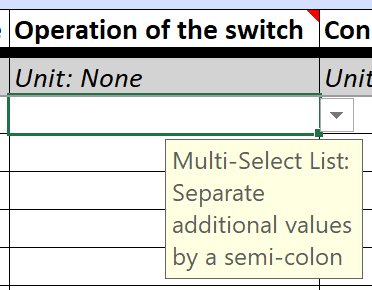 e Operation of the switch Con
Unit: None Unit
Multi-Select List:
Separate
additional values
by a semi-colon